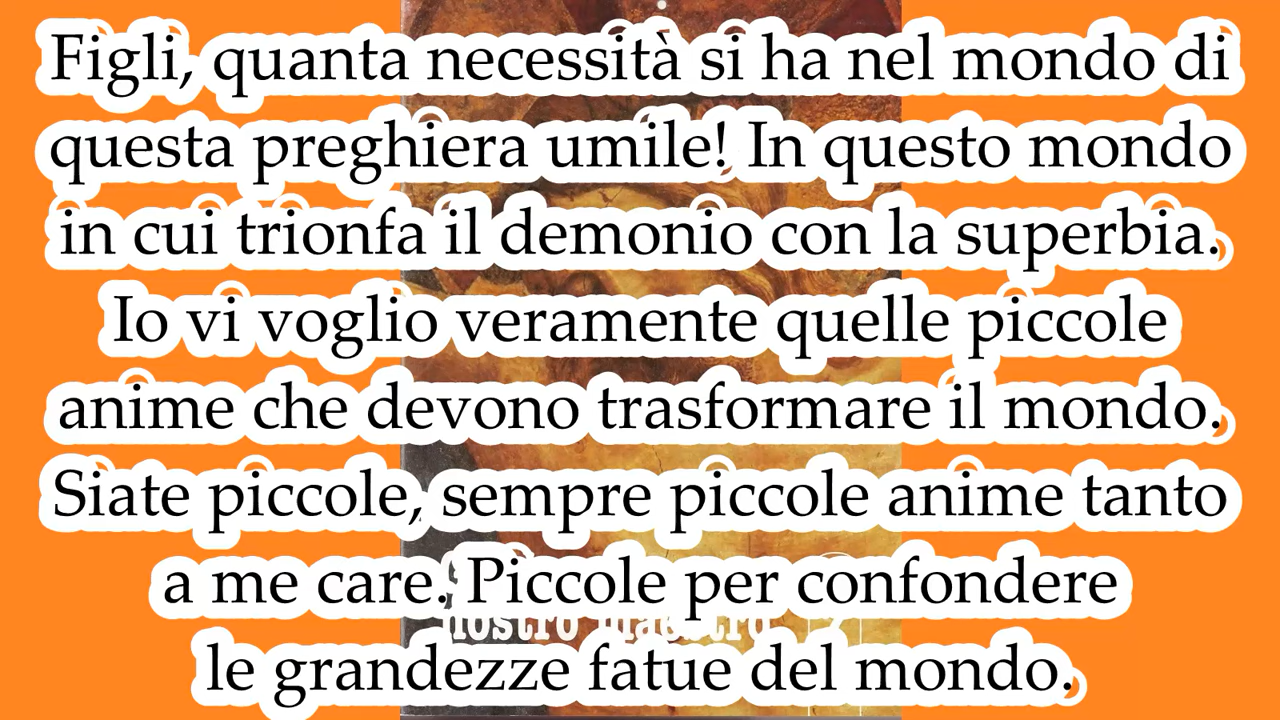 Figli, quanta necessità si ha nel mondo di
questa preghiera umile! In questo mondo
in cui trionfa il demonio con la superbia.
Io vi voglio veramente quelle piccole
anime che devono trasformare il mondo.
Siate piccole, sempre piccole anime tanto
a me care. Piccole per confondere
nostro maestro
le grandezze fatue del mondo.